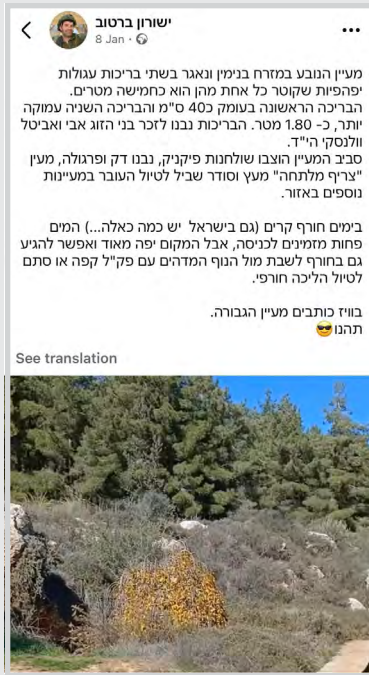 ישורון ברטוב
8 Jan
מעיין הנובע במזרח בנימין ונאגר בשתי בריכות עגולות
יפהפיות שקוטר כל אחת מהן הוא כחמישה מטרים.
הבריכה הראשונה בעומק כ40 ס"מ והבריכה השניה עמוקה
יותר, כ- 1.80 מטר. הבריכות נבנו לזכר בני הזוג אבי ואביטל
וולנסקי הי"ד.
סביב המעיין הוצבו שולחנות פיקניק, נבנו דק ופרגולה, מעין
"צריף מלתחה" מעץ וסודר שביל לטיול העובר במעיינות
נוספים באזור.
בימים חורף קרים (גם בישראל יש כמה כאלה...) המים
פחות מזמינים לכניסה, אבל המקום יפה מאוד ואפשר להגיע
גם בחורף לשבת מול הנוף המדהים עם פק"ל קפה או סתם
לטיול הליכה חורפי.
בוויז כותבים מעיין הגבורה.
תהנו😎
See translation